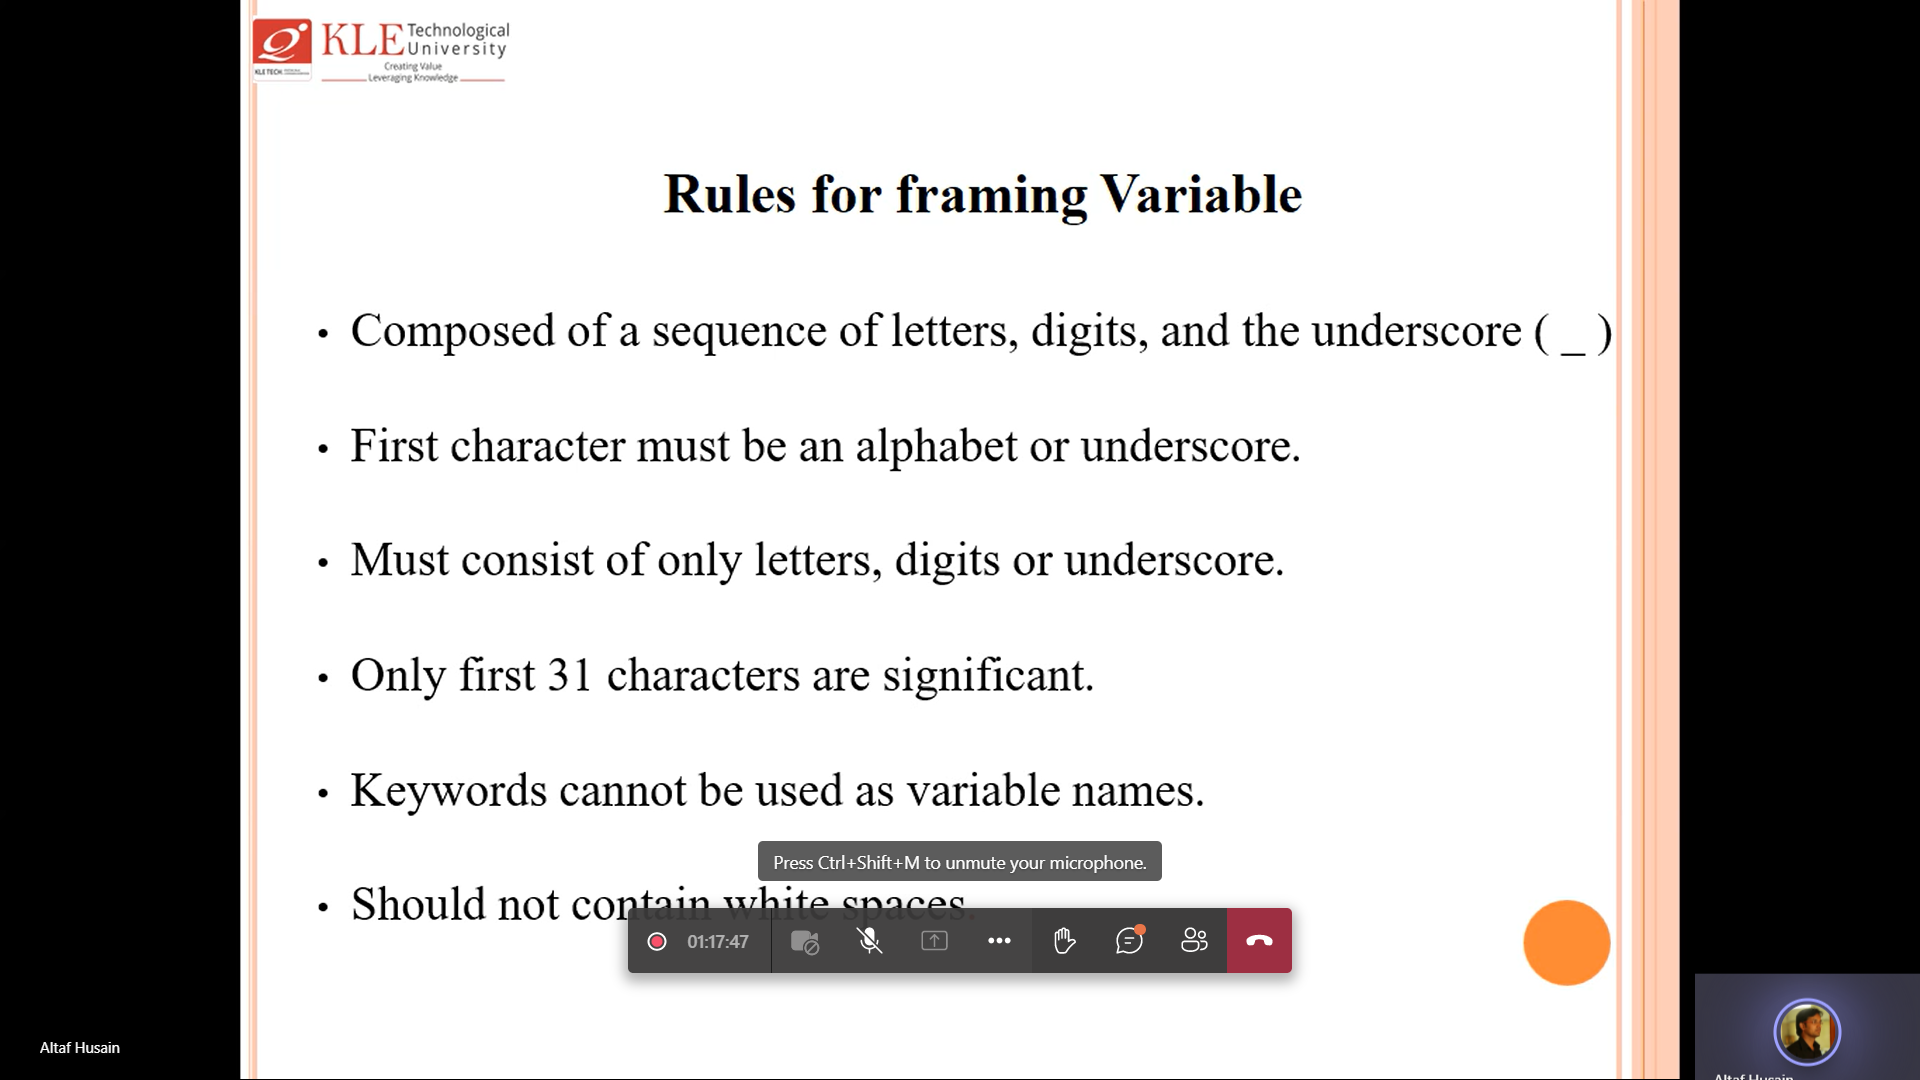 KLE Technological
University
KLE TECH
Creating Value
Leveraging Knowledge
Rules for framing Variable
• Composed of a sequence of letters, digits, and the underscore ( _ )
• First character must be an alphabet or underscore.
• Must consist of only letters, digits or underscore.
• Only first 31 characters are significant.
• Keywords cannot be used as variable names.
Press Ctrl+Shift+M to unmute your microphone.
• Should not contain white spaces.
01:17:47
Altaf Husain
Altaf Husain